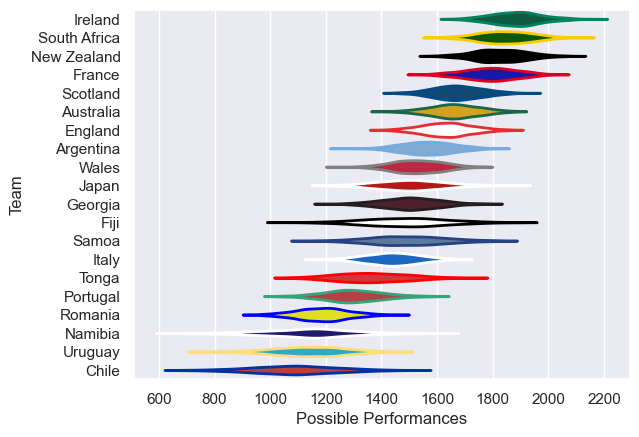 Ireland
South Africa
New Zealand
France
Scotland
Australia
England
Argentina
Wales
Japan
Georgia
Fiji
Samoa
Italy
Tonga
Portugal
Romania
Namibia
Uruguay
Chile
Team
600 800 1000 1200 1400 1600 1800 2000 2200
Possible Performances